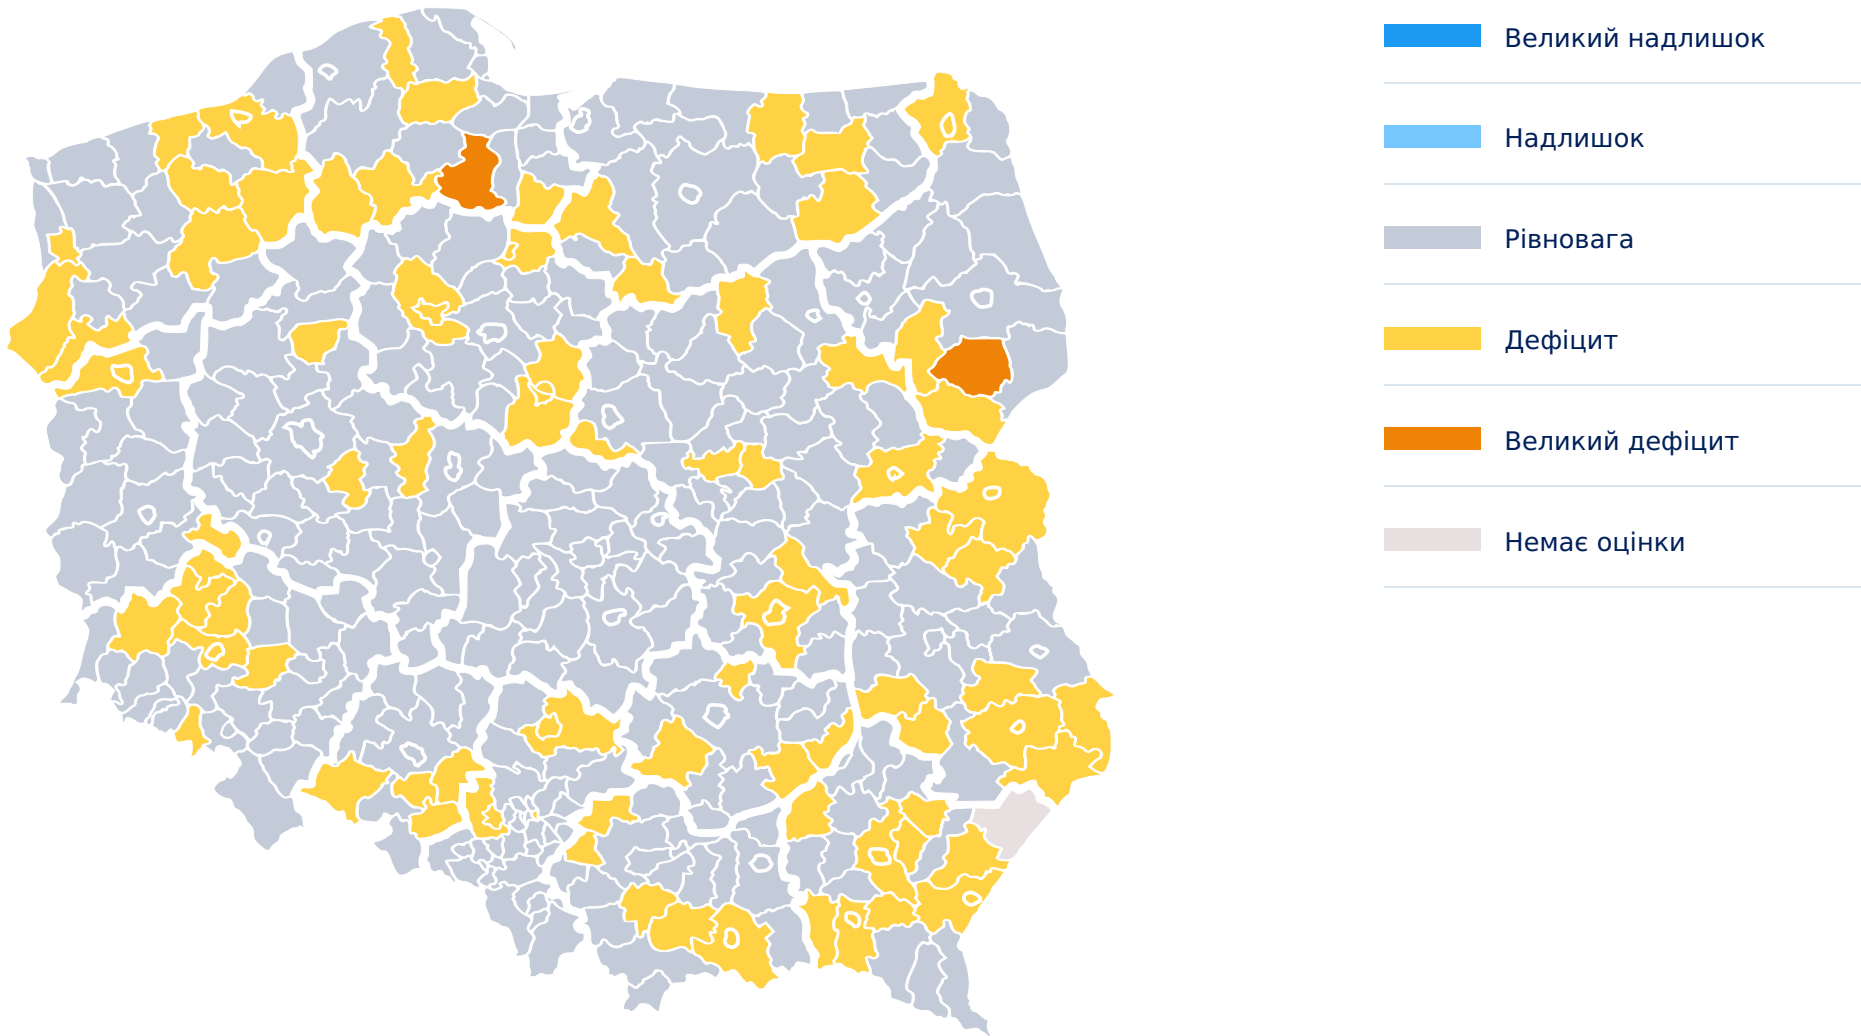 Великий надлишок
Надлишок
Рівновага
Дефіцит
Великий дефіцит
Немає оцінки